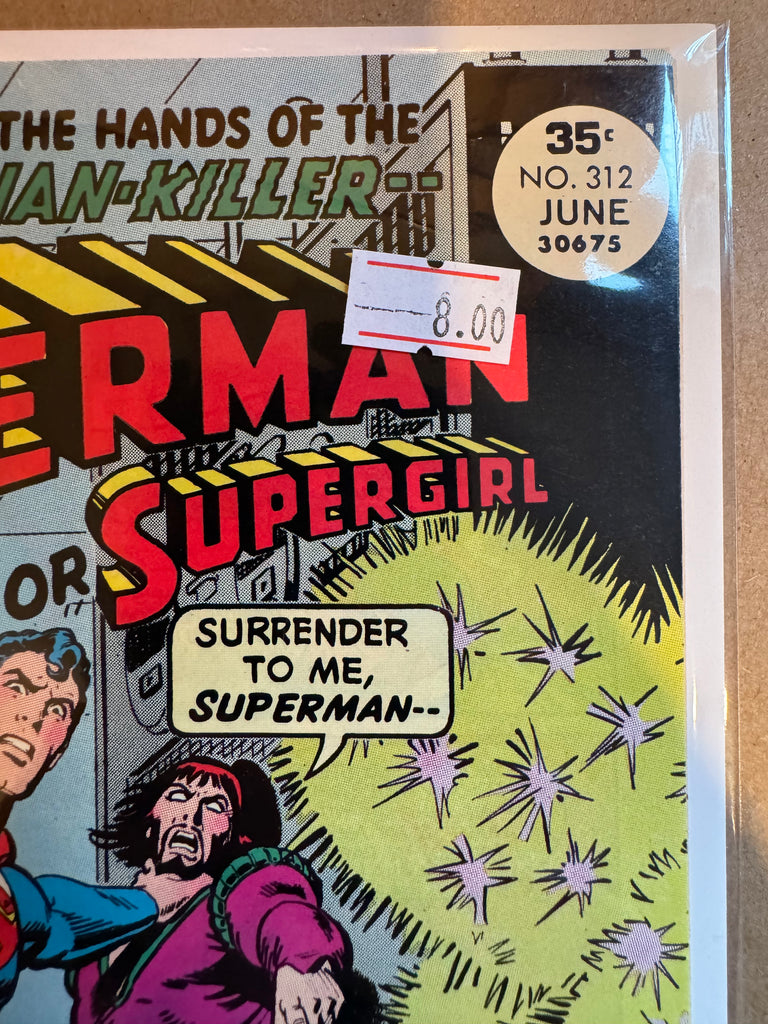 THE HANDS OF THE
MAN-KILLER--
35¢
NO. 312
JUNE
30675
8.00
ERMAN
SUPERGIRL
OR
SURRENDER
TO ME,
SUPERMAN--